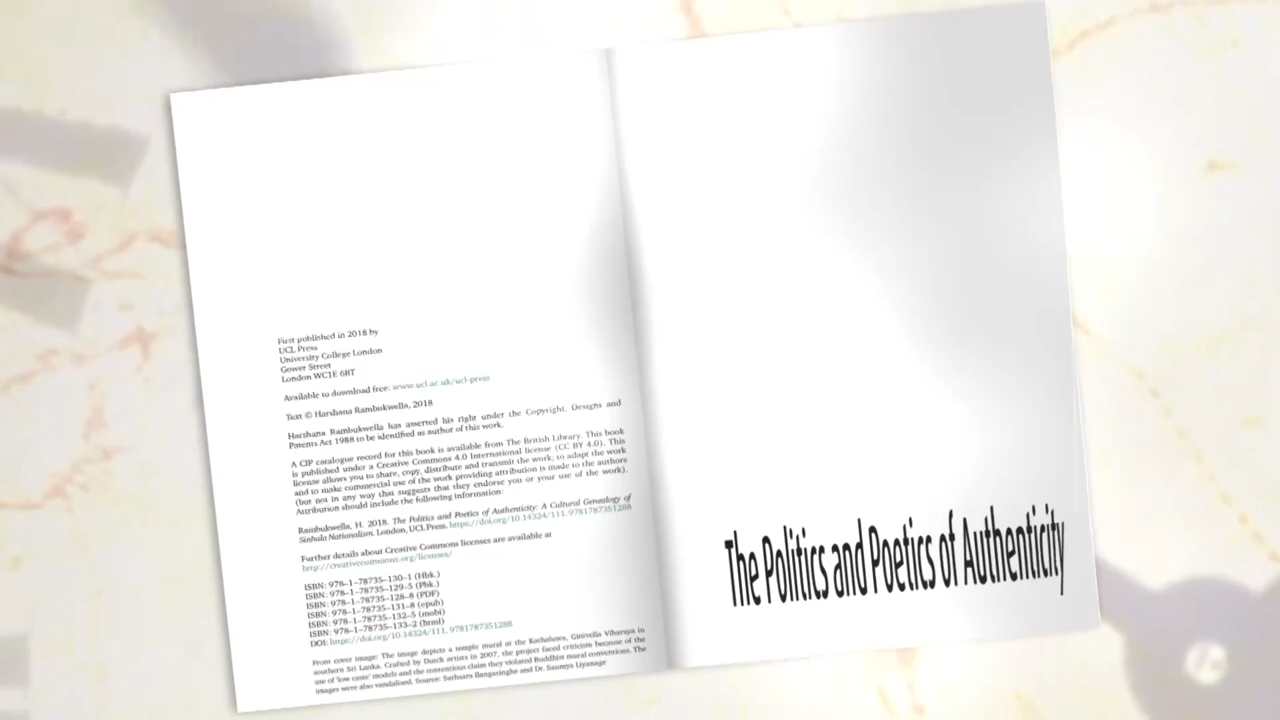 First published in 2018 by
UCL Press
University College London
Gower Street
London WC1E 6BT
Available to download free: www.ucl.ac.uk/ucl-press
Text © Harshana Rambukwella, 2018
Harshana Rambukwella has asserted his right under the Copyright, Designs and
Patents Act 1988 to be identified as author of this work.
A CIP catalogue record for this book is available from The British Library. This book
is published under a Creative Commons 4.0 International license (CC BY 4.0). This
license allows you to share, copy, distribute and transmit the work; to adapt the work
and to make commercial use of the work providing attribution is made to the authors
(but not in any way that suggests that they endorse you or your use of the work).
Attribution should include the following information:
Rambukwella, H. 2018. The Politics and Poetics of Authenticity: A Cultural Genealogy of
Sinhala Nationalism. London, UCL Press. https://doi.org/10.14324/111.9781787351288
Further details about Creative Commons licenses are available at
http://creativecommons.org/licenses/
ISBN: 978–1–78735–130–1 (Hbk.)
ISBN: 978–1–78735–129–5 (Pbk.)
ISBN: 978–1–78735–128–8 (PDF)
ISBN: 978–1–78735–131–8 (epub)
ISBN: 978–1–78735–132–5 (mobi)
ISBN: 978–1–78735–133–2 (html)
DOI: https://doi.org/10.14324/111. 9781787351288
From cover image: The image depicts a temple mural at the Kathaluwa, Ginivella Viharaya in
southern Sri Lanka. Crafted by Dutch artists in 2007, the project faced criticism because of the
use of 'low caste' models and the contentious claim they violated Buddhist mural conventions. The
images were also vandalised. Source: Sathsara Ilangasinghe and Dr. Saumya Liyanage
The Politics and Poetics of Authenticity